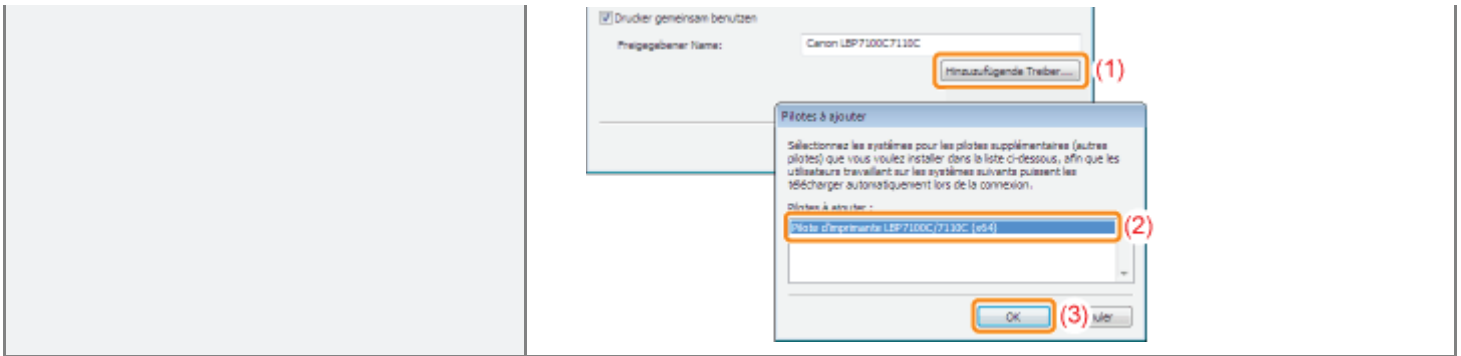 Drucker gemeinsam benutzen
Freigegebener Name:
Canon LBP7100C7110C
Hinzuzufügende Treiber.... (1)
Pilotes à ajouter
Sélectionnez les systèmes pour les pilotes supplémentaires (autres
pilotes) que vous voulez installer dans la liste ci-dessous, afin que les
utilisateurs travaillant sur les systèmes suivants puissent les
télécharger automatiquement lors de la connexion.
Pilotes à ajouter :
Pilote d'imprimante LBP7100C/7110C (x64) (2)
OK (3) uler